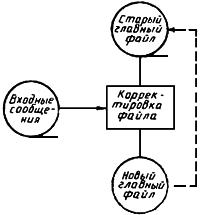 Старый
главный
файл
Входные
сообще-
ния
Коррек-
тировка
файла
Новый
главный
файл